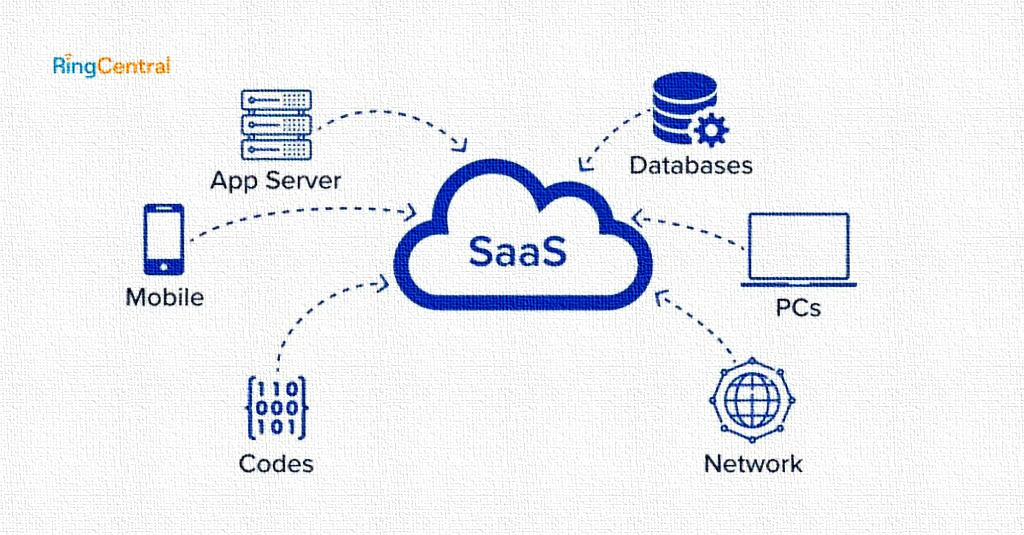 RingCentral
App Server
Databases
Mobile
SaaS
PCs
110
000
101
Codes
Network